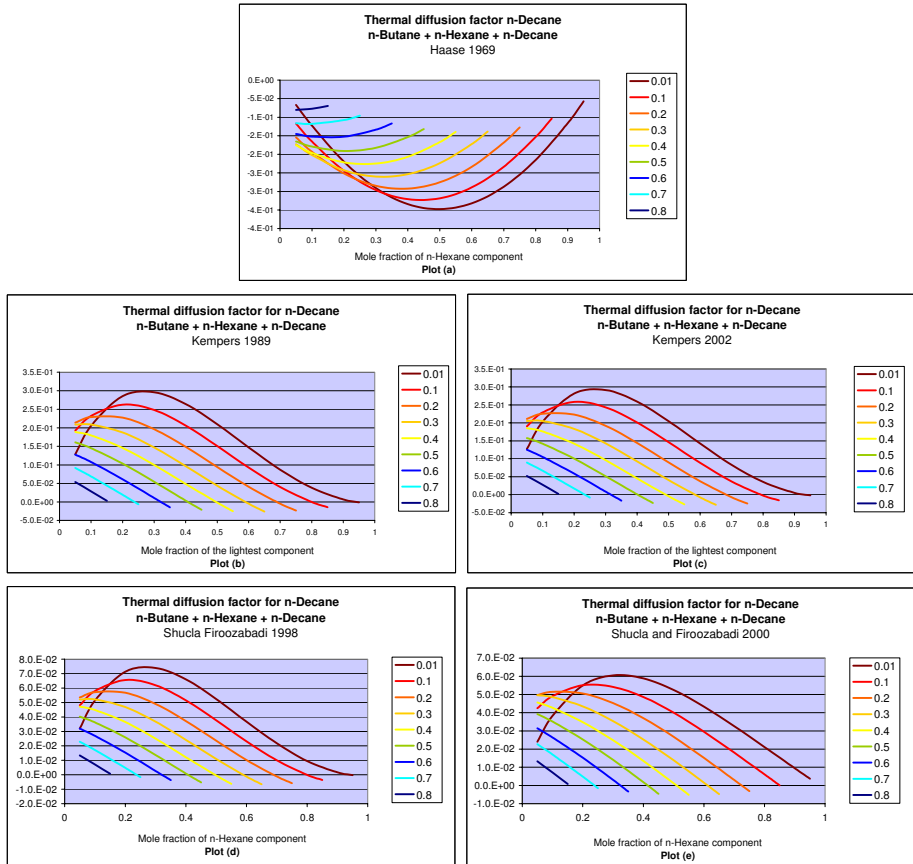 Thermal diffusion factor n-Decane
n-Butane + n-Hexane + n-Decane
Haase 1969
0.E+00
-5.E-02
-1.E-01
-2.E-01
-2.E-01
-3.E-01
-3.E-01
-4.E-01
-4.E-01
0 0.1 0.2 0.3 0.4 0.5 0.6 0.7 0.8 0.9 1
Mole fraction of n-Hexane component
Plot (a)
0.01
0.1
0.2
0.3
0.4
0.5
0.6
0.7
0.8
Thermal diffusion factor for n-Decane
n-Butane + n-Hexane + n-Decane
Kempers 1989
3.5.E-01
3.0.E-01
2.5.E-01
2.0.E-01
1.5.E-01
1.0.E-01
5.0.E-02
0.0.E+00
-5.0.E-02
0 0.1 0.2 0.3 0.4 0.5 0.6 0.7 0.8 0.9 1
Mole fraction of the lightest component
Plot (b)
0.01
0.1
0.2
0.3
0.4
0.5
0.6
0.7
0.8
Thermal diffusion factor for n-Decane
n-Butane + n-Hexane + n-Decane
Kempers 2002
3.5.E-01
3.0.E-01
2.5.E-01
2.0.E-01
1.5.E-01
1.0.E-01
5.0.E-02
0.0.E+00
-5.0.E-02
0 0.1 0.2 0.3 0.4 0.5 0.6 0.7 0.8 0.9 1
Mole fraction of the lightest component
Plot (c)
0.01
0.1
0.2
0.3
0.4
0.5
0.6
0.7
0.8
Thermal diffusion factor for n-Decane
n-Butane + n-Hexane + n-Decane
Shucla Firoozabadi 1998
8.0.E-02
7.0.E-02
6.0.E-02
5.0.E-02
4.0.E-02
3.0.E-02
2.0.E-02
1.0.E-02
0.0.E+00
-1.0.E-02
-2.0.E-02
0 0.2 0.4 0.6 0.8 1
Mole fraction of n-Hexane component
Plot (d)
0.01
0.1
0.2
0.3
0.4
0.5
0.6
0.7
0.8
Thermal diffusion factor for n-Decane
n-Butane + n-Hexane + n-Decane
Shucla and Firoozabadi 2000
7.0.E-02
6.0.E-02
5.0.E-02
4.0.E-02
3.0.E-02
2.0.E-02
1.0.E-02
0.0.E+00
-1.0.E-02
0 0.2 0.4 0.6 0.8 1
Mole fraction of n-Hexane component
Plot (e)
0.01
0.1
0.2
0.3
0.4
0.5
0.6
0.7
0.8